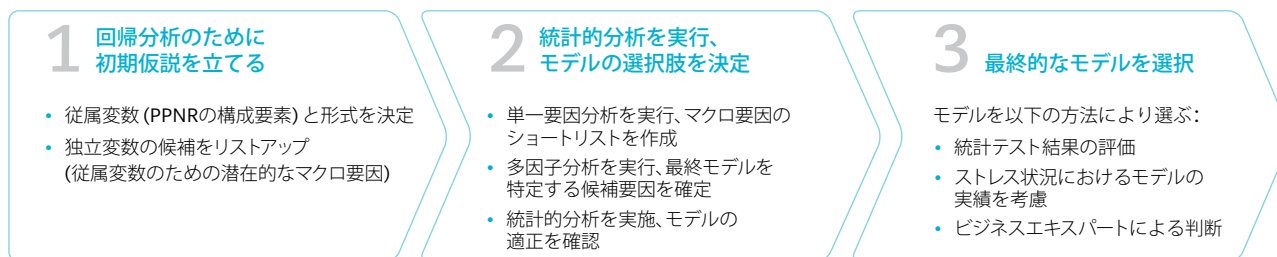 1
回帰分析のために
初期仮説を立てる
• 従属変数 (PPNRの構成要素) と形式を決定
• 独立変数の候補をリストアップ
(従属変数のための潜在的なマクロ要因)
2
統計的分析を実行、
モデルの選択肢を決定
• 単一要因分析を実行、マクロ要因の
ショートリストを作成
• 多因子分析を実行、最終モデルを
特定する候補要因を確定
• 統計的分析を実施、モデルの
適正を確認
3
最終的なモデルを選択
モデルを以下の方法により選ぶ:
• 統計テスト結果の評価
• ストレス状況におけるモデルの
実績を考慮
• ビジネスエキスパートによる判断